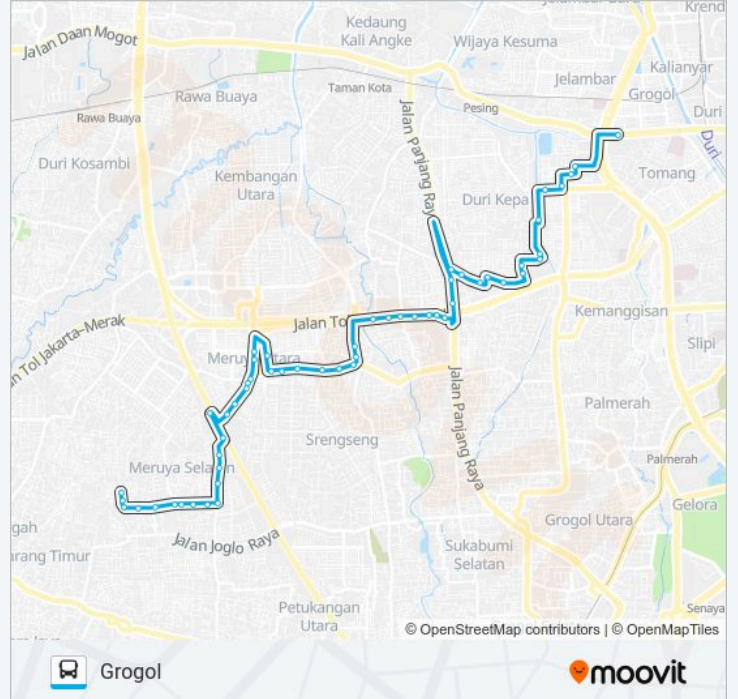 Krend
Kedaung
Kali Angke
Wijaya Kesuma
Jalan Daan Mogot
Kalianyar
Jelambar
Taman Kota
Rawa Buaya
Grogol
Pesing
Duri
Rawa Buaya
Duri Kosambi
Jalan Panjang Ray
Duri
Kembangan
Utara
Tomang
Duri Kepa
Kemanggisan
Jalan Tol
n Tol Jakarta-Merak
Slipi
Meruya Utara
Jalan Panjang Raya
Palmerah
Srengseng
Meruya Selatan
Palmerah
Gelora
gah
Jalan Joglo Raya
Grogol Utara
arang Timur
Sukabumi
Selatan
Petukangan
Utara
Senaya
© OpenStreetMap contributors | © OpenMapTiles
Grogol
moovit